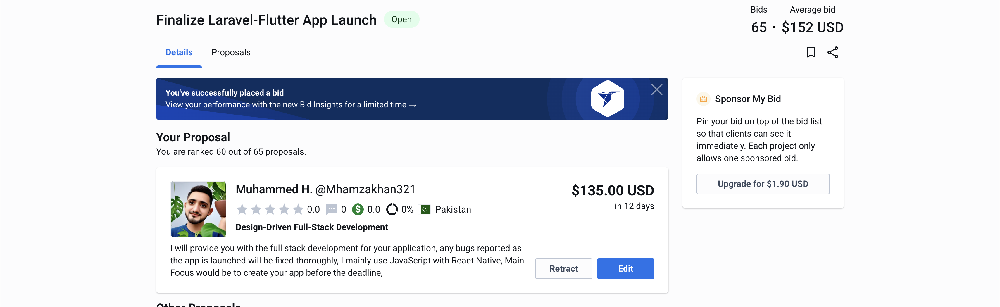 Finalize Laravel-Flutter App Launch
Open
Bids
Average bid
65 · $152 USD
Details
Proposals
You've successfully placed a bid
View your performance with the new Bid Insights for a limited time →
Your Proposal
You are ranked 60 out of 65 proposals.
Muhammed H. @Mhamzakhan321
0.0 0 0.0 0% Pakistan
Design-Driven Full-Stack Development
$135.00 USD
in 12 days
I will provide you with the full stack development for your application, any bugs reported as
the app is launched will be fixed thoroughly, I mainly use JavaScript with React Native, Main
Focus would be to create your app before the deadline,
Retract
Edit
Sponsor My Bid
Pin your bid on top of the bid list
so that clients can see it
immediately. Each project only
allows one sponsored bid.
Upgrade for $1.90 USD
Other Proposals